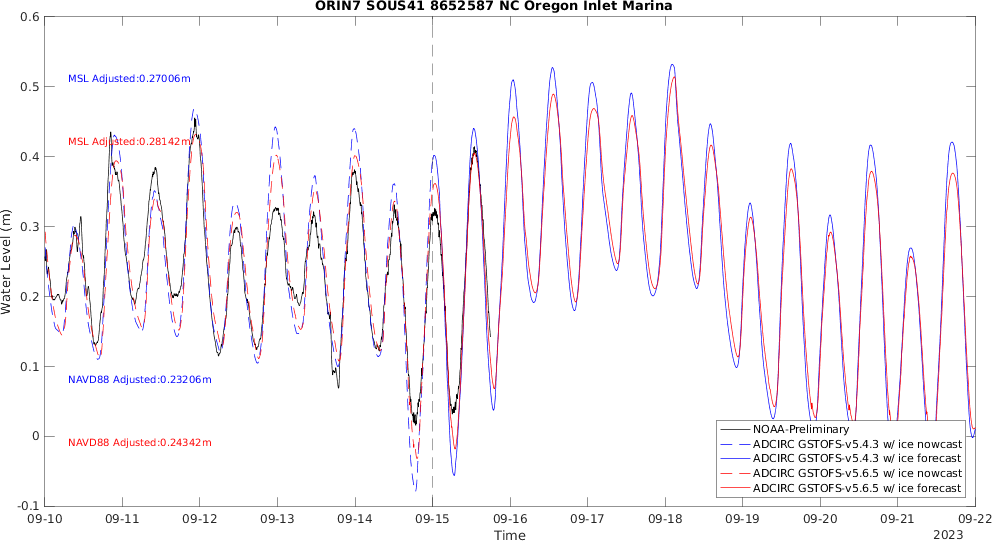 ORIN7 SOUS41 8652587 NC Oregon Inlet Marina
0.6
0.5
0.4
0.3
0.2
0.1
0
-0.1
Water Level (m)
MSL Adjusted:0.27006m
MSL Adjusted:0.28142m
NAVD88 Adjusted:0.23206m
NAVD88 Adjusted:0.24342m
NOAA-Preliminary
ADCIRC GSTOFS-v5.4.3 w/ ice nowcast
ADCIRC GSTOFS-v5.4.3 w/ ice forecast
ADCIRC GSTOFS-v5.6.5 w/ ice nowcast
ADCIRC GSTOFS-v5.6.5 w/ ice forecast
09-10 09-11 09-12 09-13 09-14 09-15 09-16 09-17 09-18 09-19 09-20 09-21 09-22
Time
2023